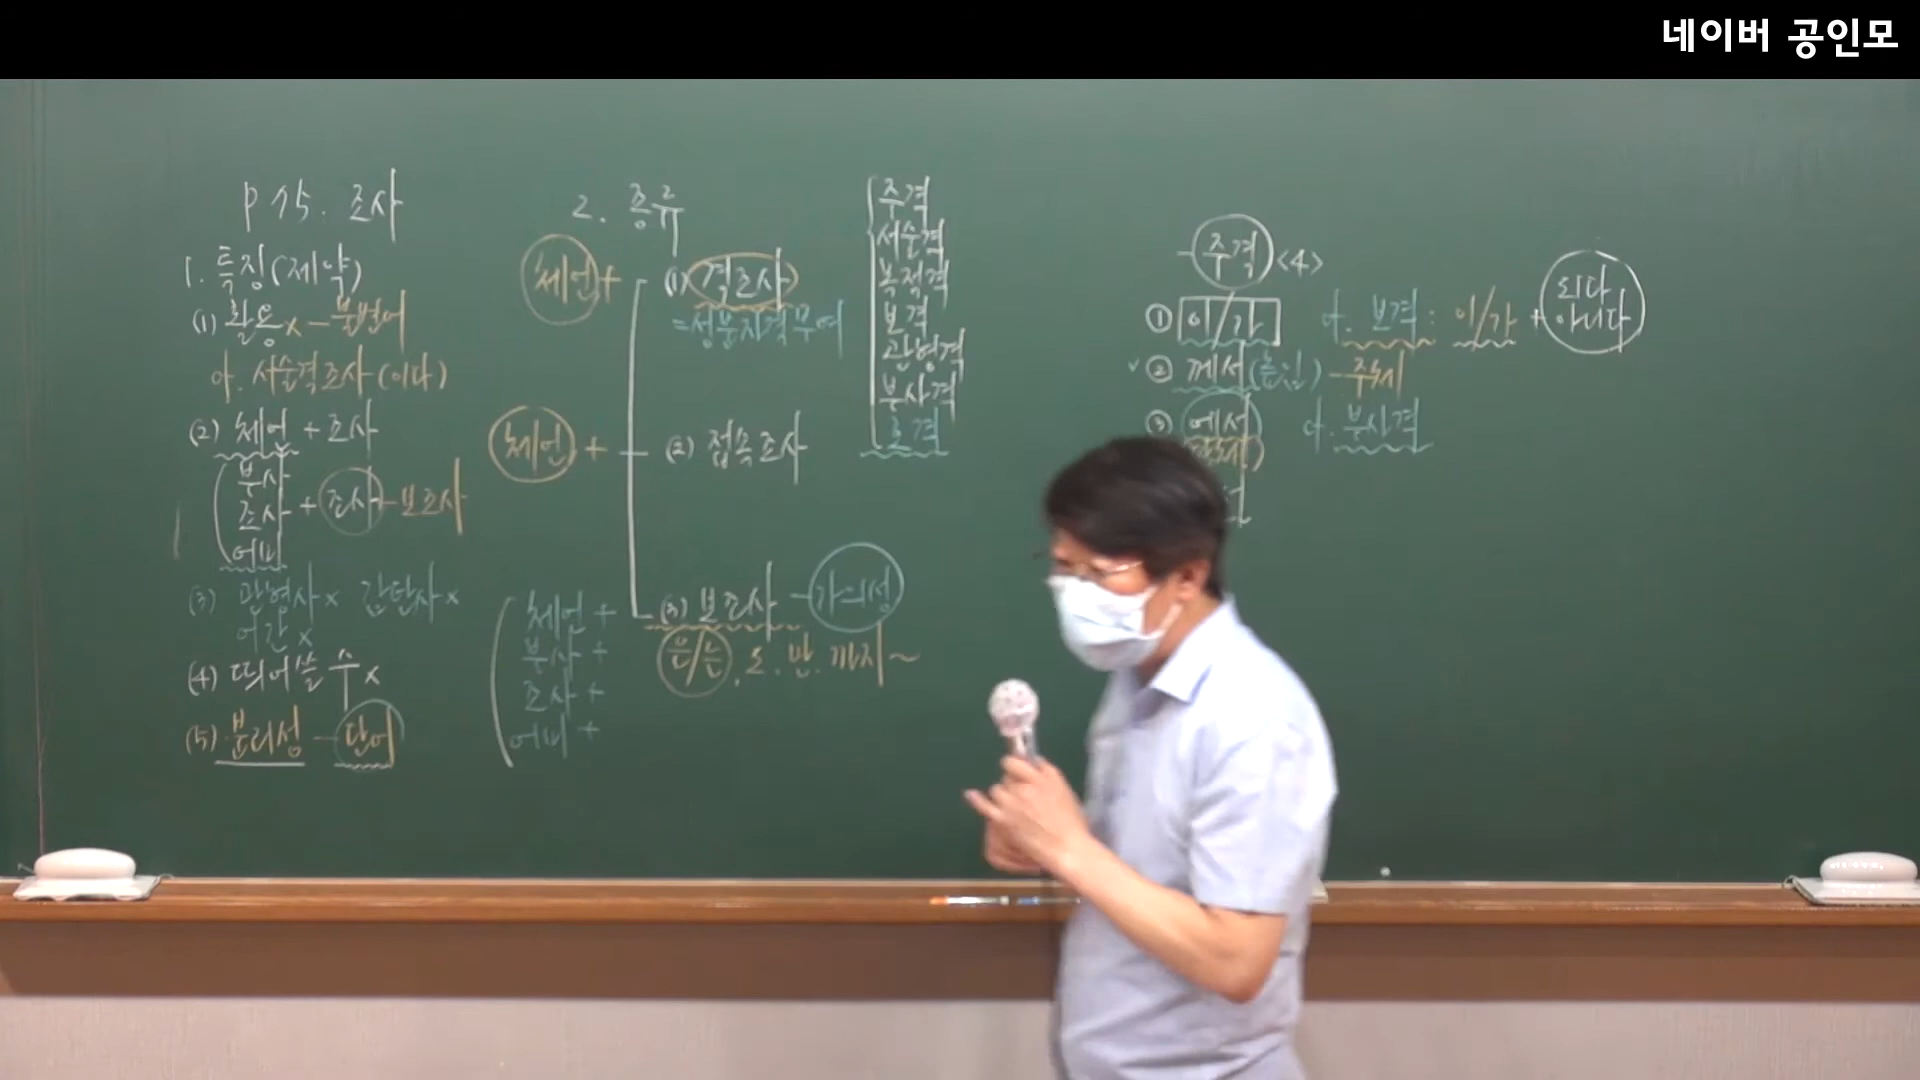 네이버 공인모
P 15. 조사
1. 특징(제약)
(1) 활용× - 불변어
야. 서술격조사(이다)
(2) 체언 + 조사
부사
조사 + 조사 - 보조사
어미
(3) 관형사× 감탄사×
어간×
(4) 띄어쓸 수 ×
(5) 분리성 - 단어
2. 종류
체언 +
(1) 격조사
=성분자격부여
주격
서술격
목적격
보격
관형격
부사격
호격
체언 +
(2) 접속조사
(3) 보조사 - 가의성
은/는, 도. 만. 까지~
체언 +
부사 +
조사 +
어미 +
- 주격 <4>
① 이/가
야. 보격: 이/가 + 되다
아니다
② 께서(높임) - 주체
③ 에서
야. 부사격